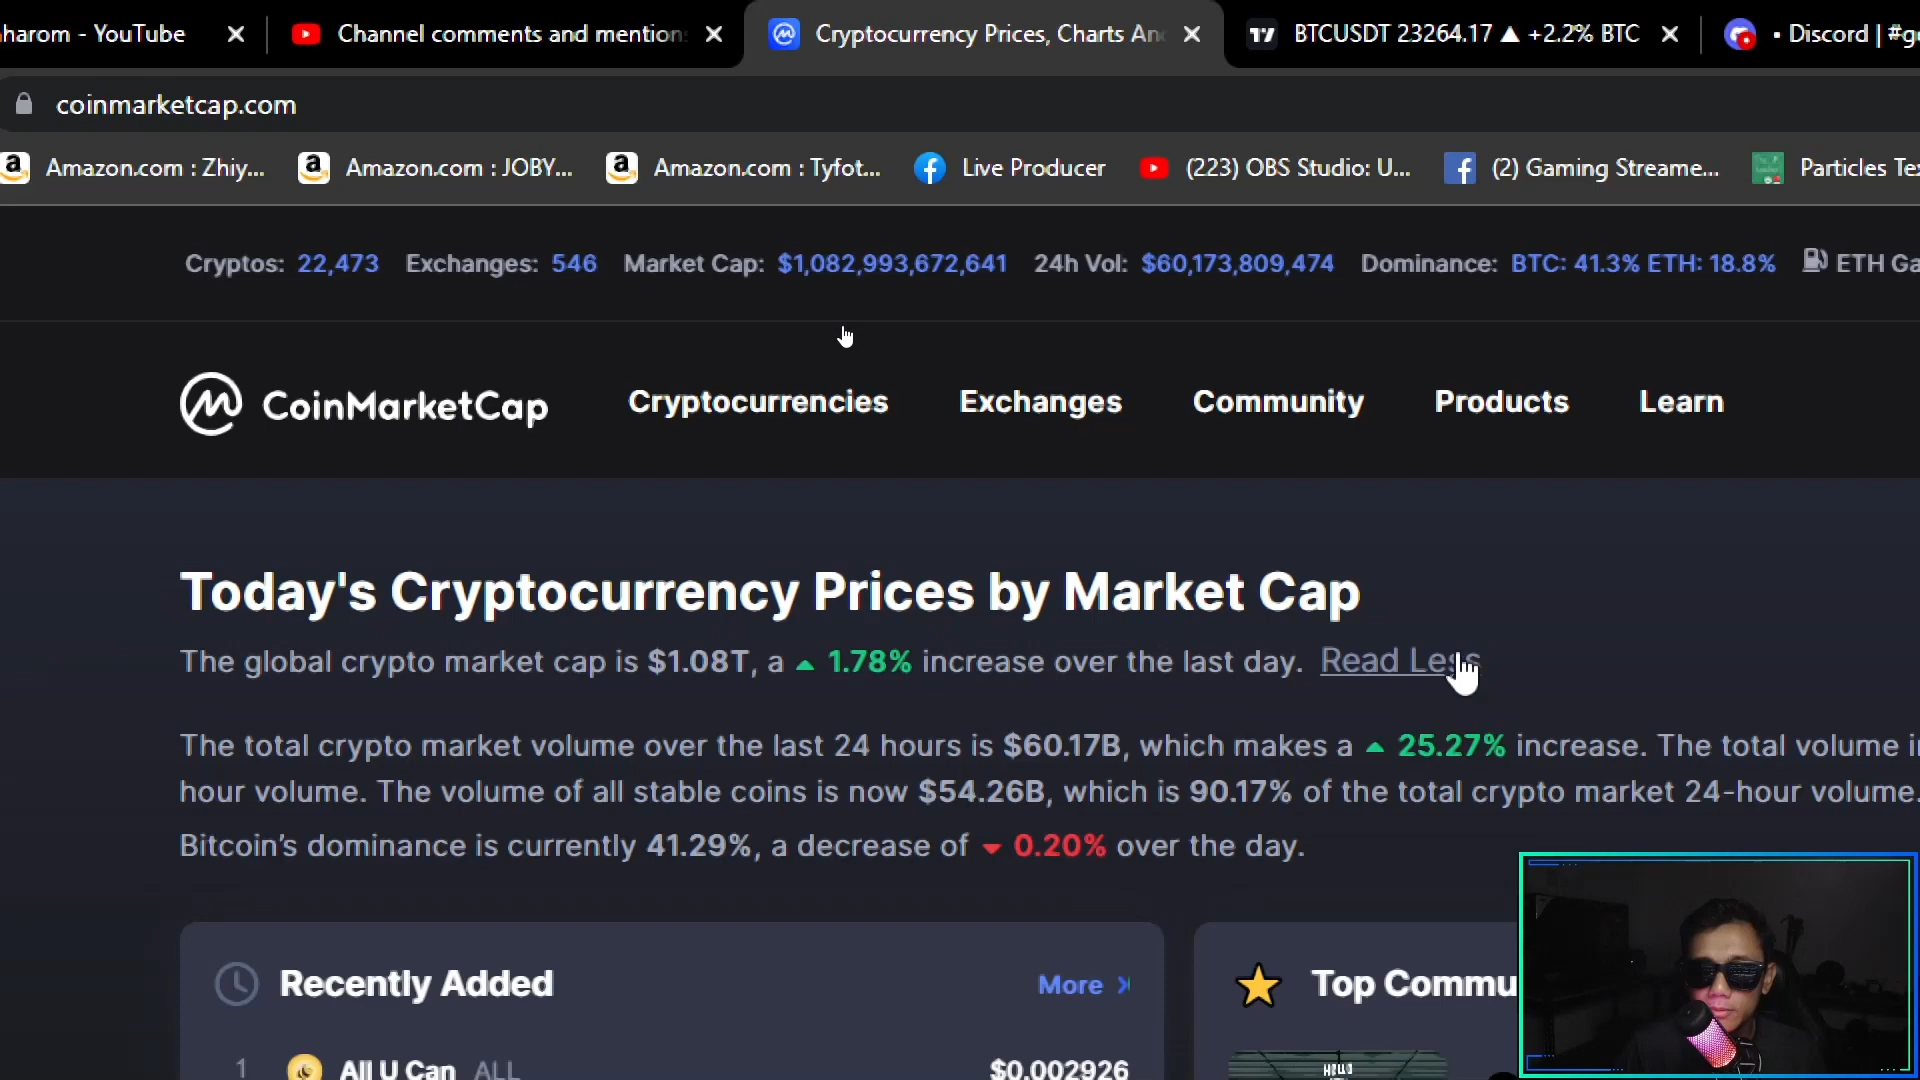 harom - YouTube Channel comments and mention Cryptocurrency Prices, Charts An BTCUSDT 23264.17 ▲ +2.2% BTC • Discord | #g
coinmarketcap.com
Amazon.com : Zhiy... Amazon.com : JOBY... Amazon.com : Tyfot... Live Producer (223) OBS Studio: U... (2) Gaming Streame... Particles Te
Cryptos: 22,473 Exchanges: 546 Market Cap: $1,082,993,672,641 24h Vol: $60,173,809,474 Dominance: BTC: 41.3% ETH: 18.8% ETH Ga
CoinMarketCap Cryptocurrencies Exchanges Community Products Learn
Today's Cryptocurrency Prices by Market Cap
The global crypto market cap is $1.08T, a ▲ 1.78% increase over the last day. Read Less
The total crypto market volume over the last 24 hours is $60.17B, which makes a ▲ 25.27% increase. The total volume i
hour volume. The volume of all stable coins is now $54.26B, which is 90.17% of the total crypto market 24-hour volume.
Bitcoin’s dominance is currently 41.29%, a decrease of ▼ 0.20% over the day.
Recently Added More Top Commu
1 All U Can ALL $0.002926 HELLO